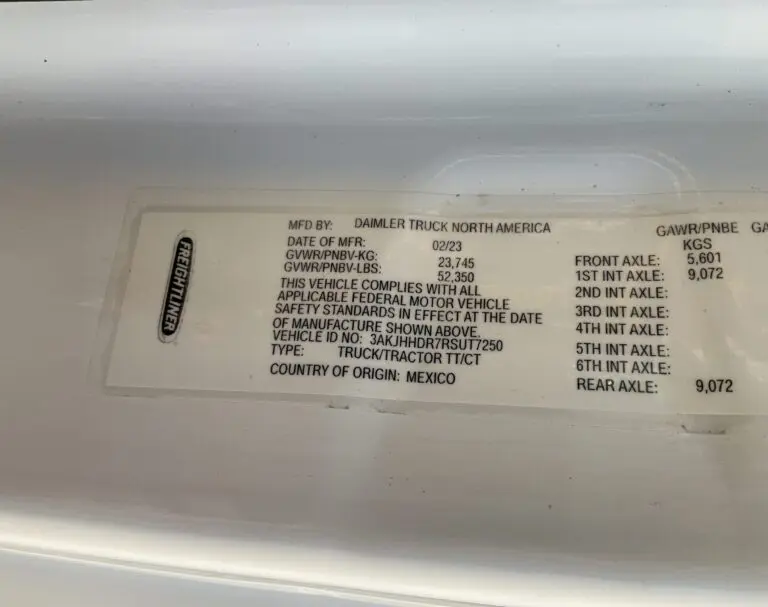 FREIGHTLINER
MFD BY: DAIMLER TRUCK NORTH AMERICA
DATE OF MFR: 02/23
GVWR/PNBV-KG: 23,745
GVWR/PNBV-LBS: 52,350
THIS VEHICLE COMPLIES WITH ALL
APPLICABLE FEDERAL MOTOR VEHICLE
SAFETY STANDARDS IN EFFECT AT THE DATE
OF MANUFACTURE SHOWN ABOVE.
VEHICLE ID NO: 3AKJHHDR7RSUT7250
TYPE: TRUCK/TRACTOR TT/CT
COUNTRY OF ORIGIN: MEXICO
GAWR/PNBE GA
KGS
FRONT AXLE: 5,601
1ST INT AXLE: 9,072
2ND INT AXLE:
3RD INT AXLE:
4TH INT AXLE:
5TH INT AXLE:
6TH INT AXLE:
REAR AXLE: 9,072